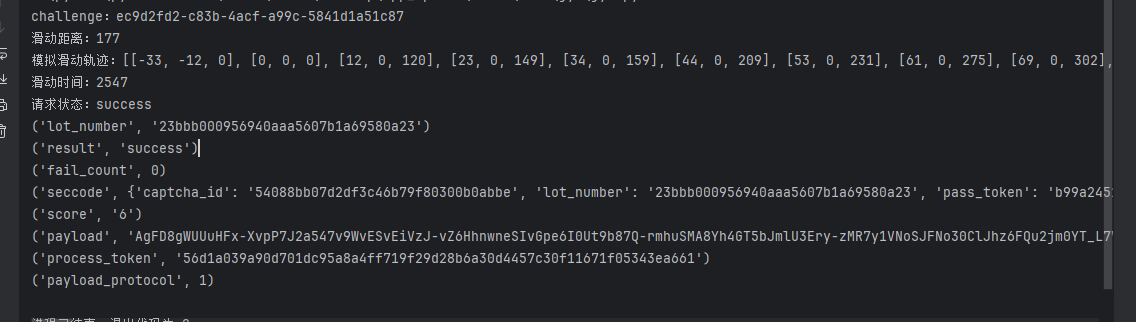 challenge：ec9d2fd2-c83b-4acf-a99c-5841d1a51c87
滑动距离：177
模拟滑动轨迹：[[-33, -12, 0], [0, 0, 0], [12, 0, 120], [23, 0, 149], [34, 0, 159], [44, 0, 209], [53, 0, 231], [61, 0, 275], [69, 0, 302],
滑动时间：2547
请求状态：success
('lot_number', '23bbb000956940aaa5607b1a69580a23')
('result', 'success')
('fail_count', 0)
('seccode', {'captcha_id': '54088bb07d2df3c46b79f80300b0abbe', 'lot_number': '23bbb000956940aaa5607b1a69580a23', 'pass_token': 'b99a245
('score', '6')
('payload', 'AgFD8gWUUuHFx-XvpP7J2a547v9WvESvEiVzJ-vZ6HhnwneSIvGpe6I0Ut9b87Q-rmhuSMA8Yh4GT5bJmlU3Ery-zMR7y1VNoSJFNo30ClJhz6FQu2jm0YT_L7
('process_token', '56d1a039a90d701dc95a8a4ff719f29d28b6a30d4457c30f11671f05343ea661')
('payload_protocol', 1)